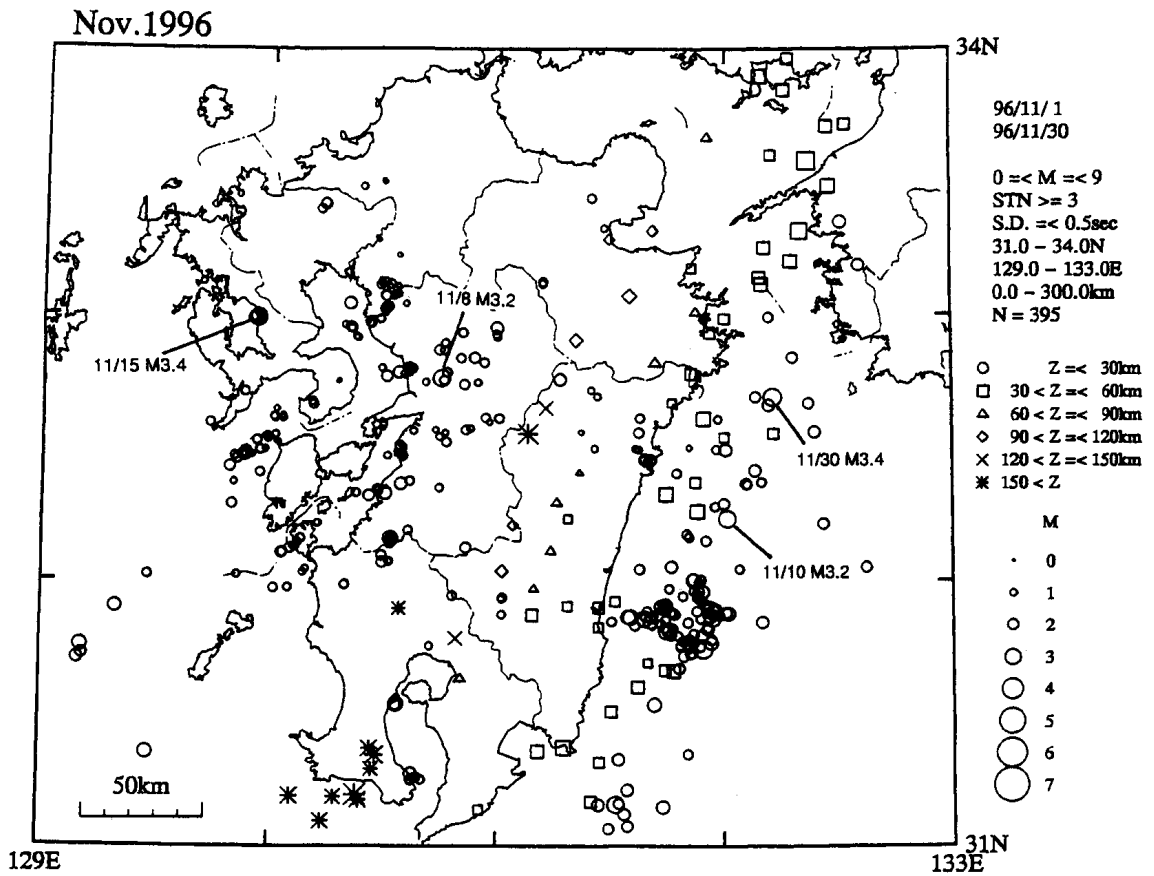 Nov.1996
34N
96/11/ 1
96/11/30
0 =< M =< 9
STN >= 3
S.D. =< 0.5sec
31.0 – 34.0N
129.0 – 133.0E
0.0 – 300.0km
N = 395
11/6 M3.2
11/15 M3.4
Z =< 30km
30 < Z =< 60km
60 < Z =< 90km
90 < Z =< 120km
120 < Z =< 150km
150 < Z
11/30 M3.4
M
11/10 M3.2
0
1
2
3
4
5
6
7
50km
31N
129E
133E